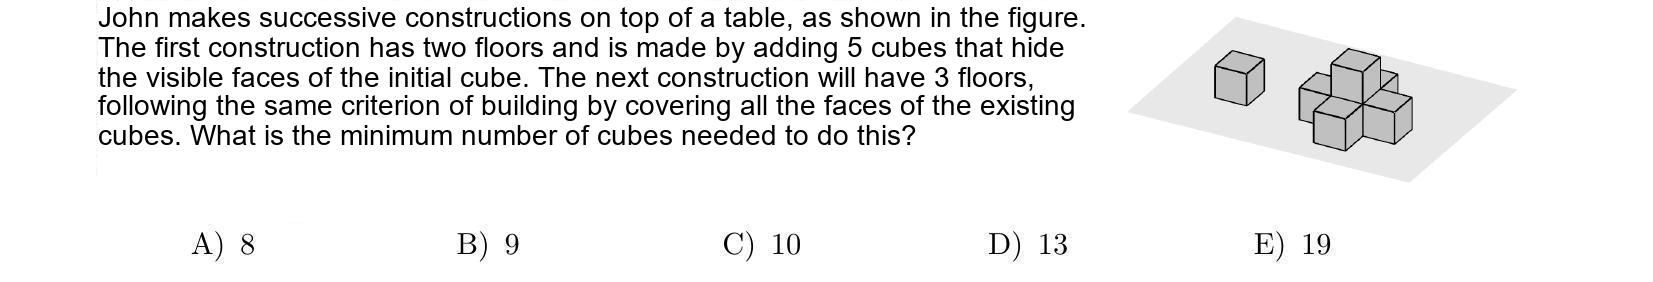 John makes successive constructions on top of a table, as shown in the figure.
The first construction has two floors and is made by adding 5 cubes that hide
the visible faces of the initial cube. The next construction will have 3 floors,
following the same criterion of building by covering all the faces of the existing
cubes. What is the minimum number of cubes needed to do this?
A) 8 B) 9 C) 10 D) 13 E) 19